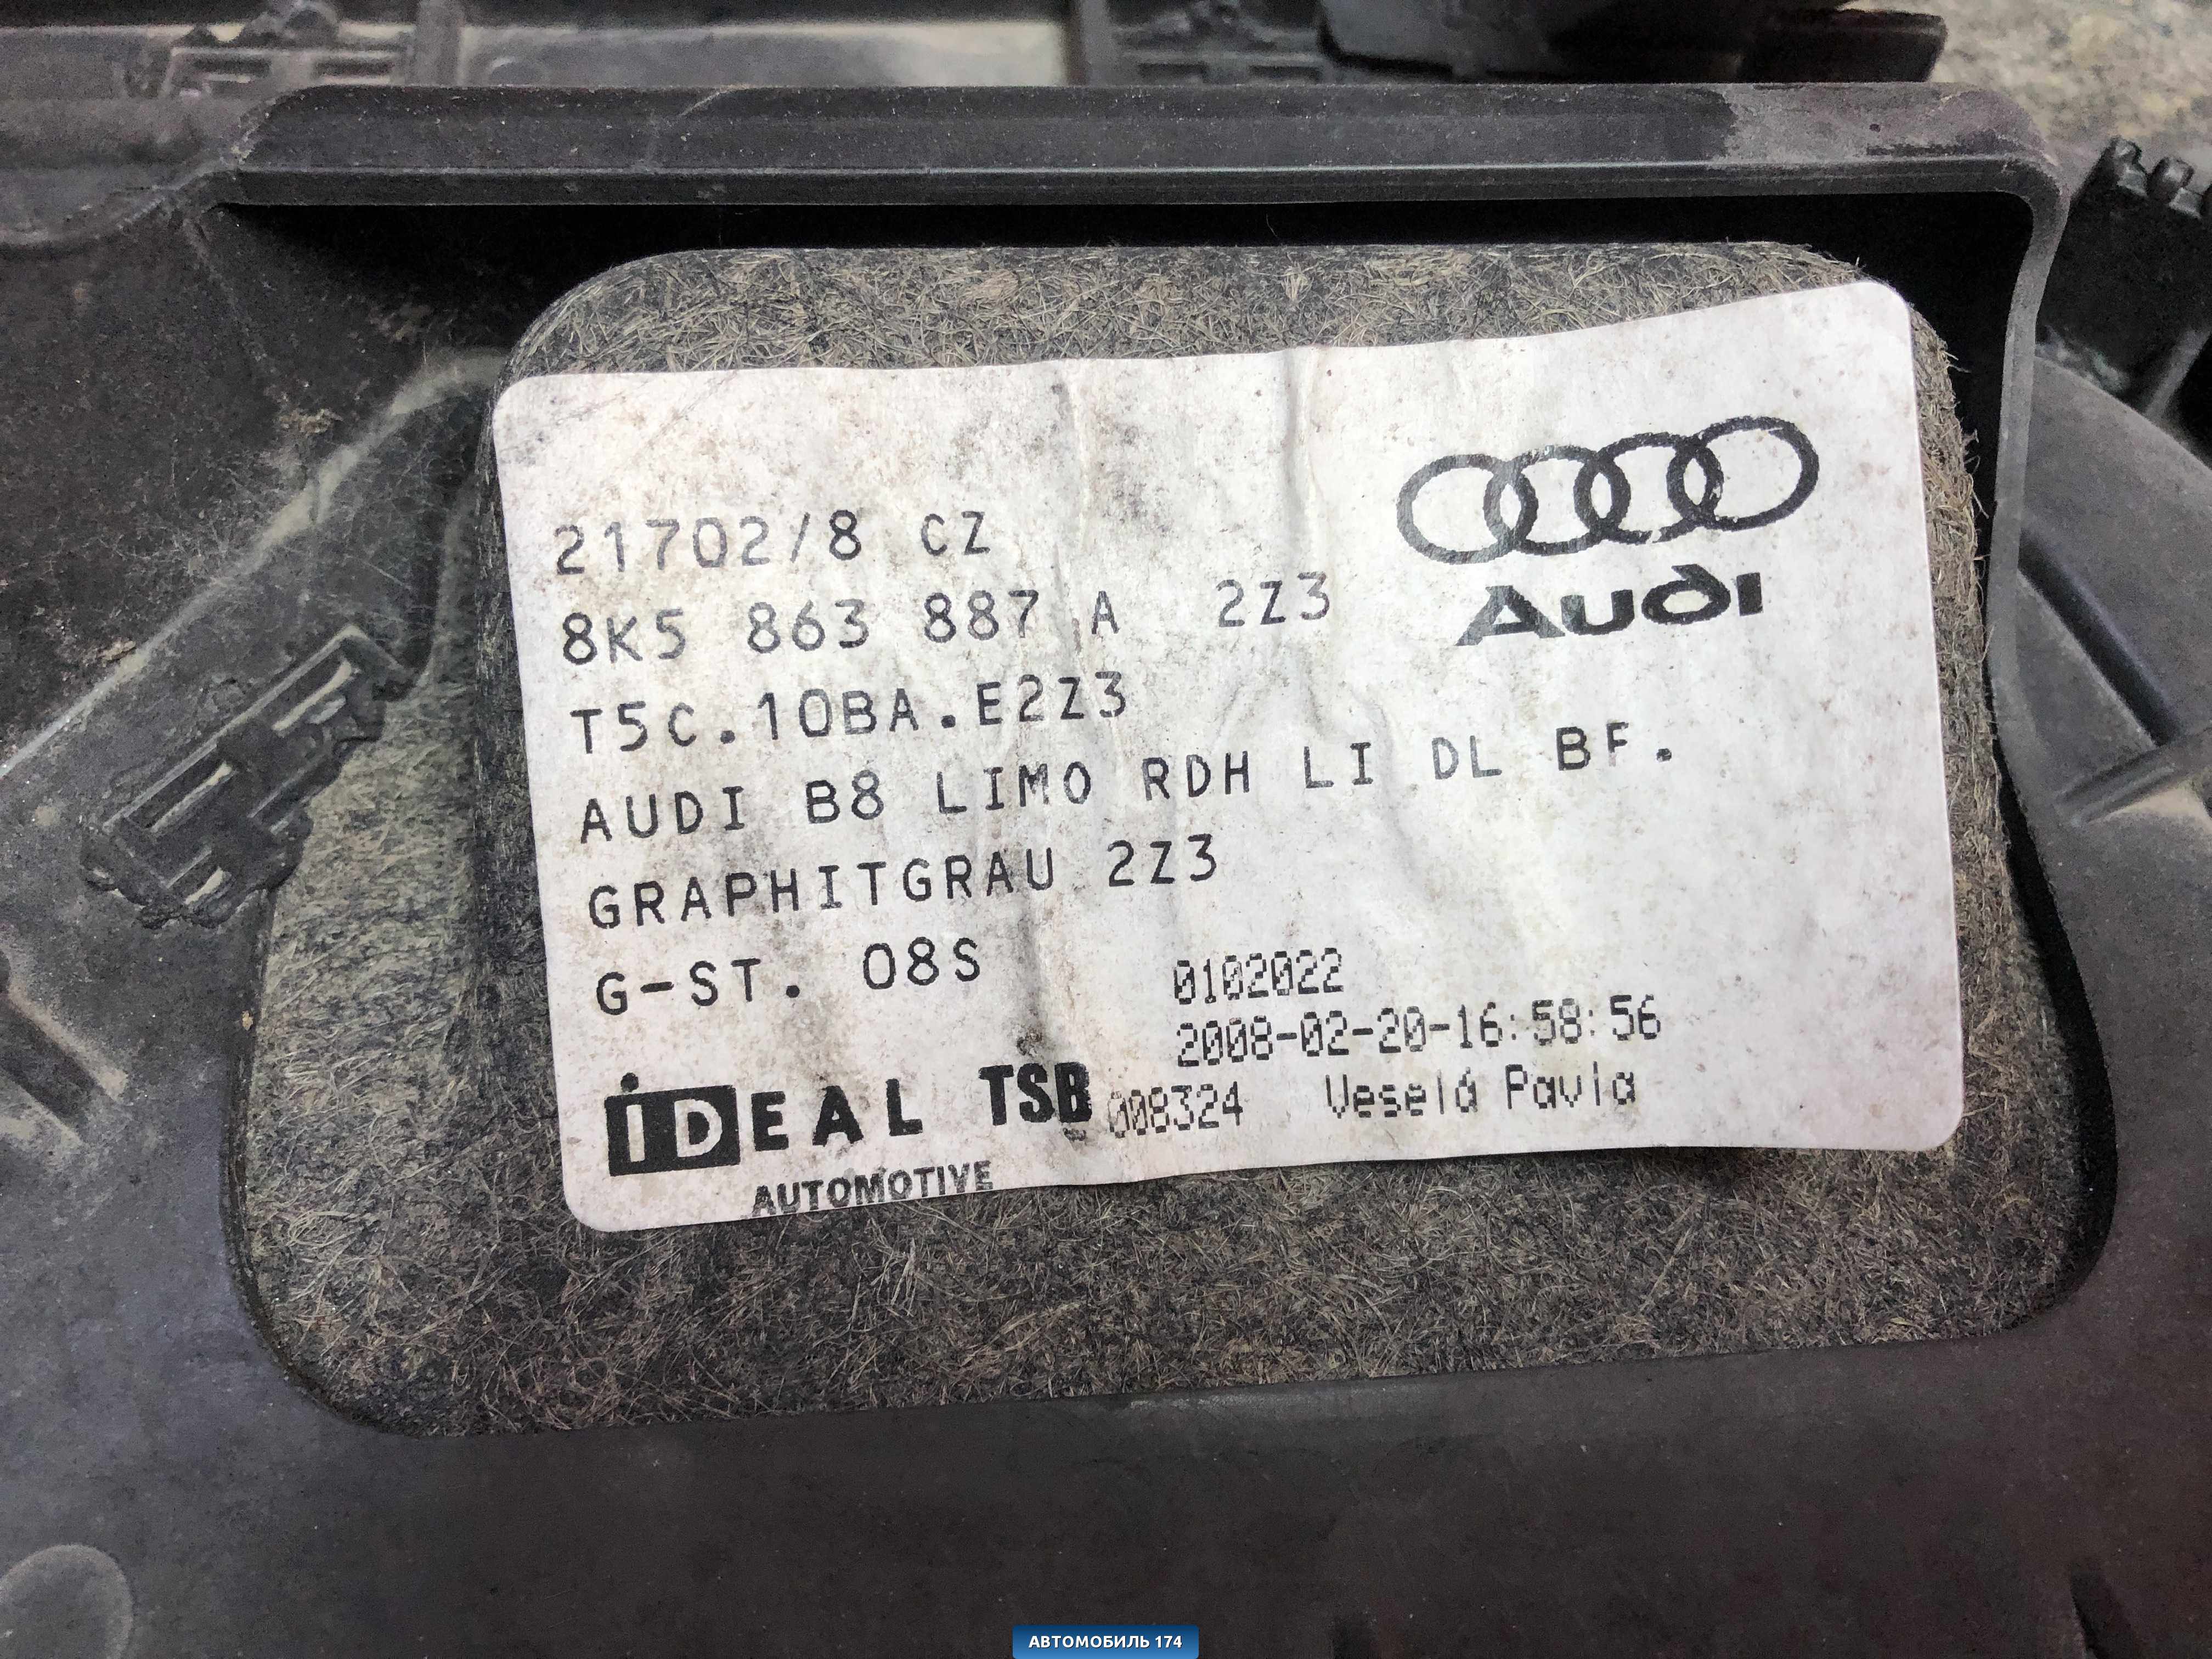 Audi
21702/8 CZ
8K5 863 887 A 2Z3
T5C.10BA.E2Z3
AUDI B8 LIMO RDH LI DL BF.
GRAPHITGRAU 2Z3
G-ST. 08S
0102022
2008-02-20-16:58:56
008324 Veselá Pavla
iDEAL TSB
AUTOMOTIVE
АВТОМОБИЛЬ 174